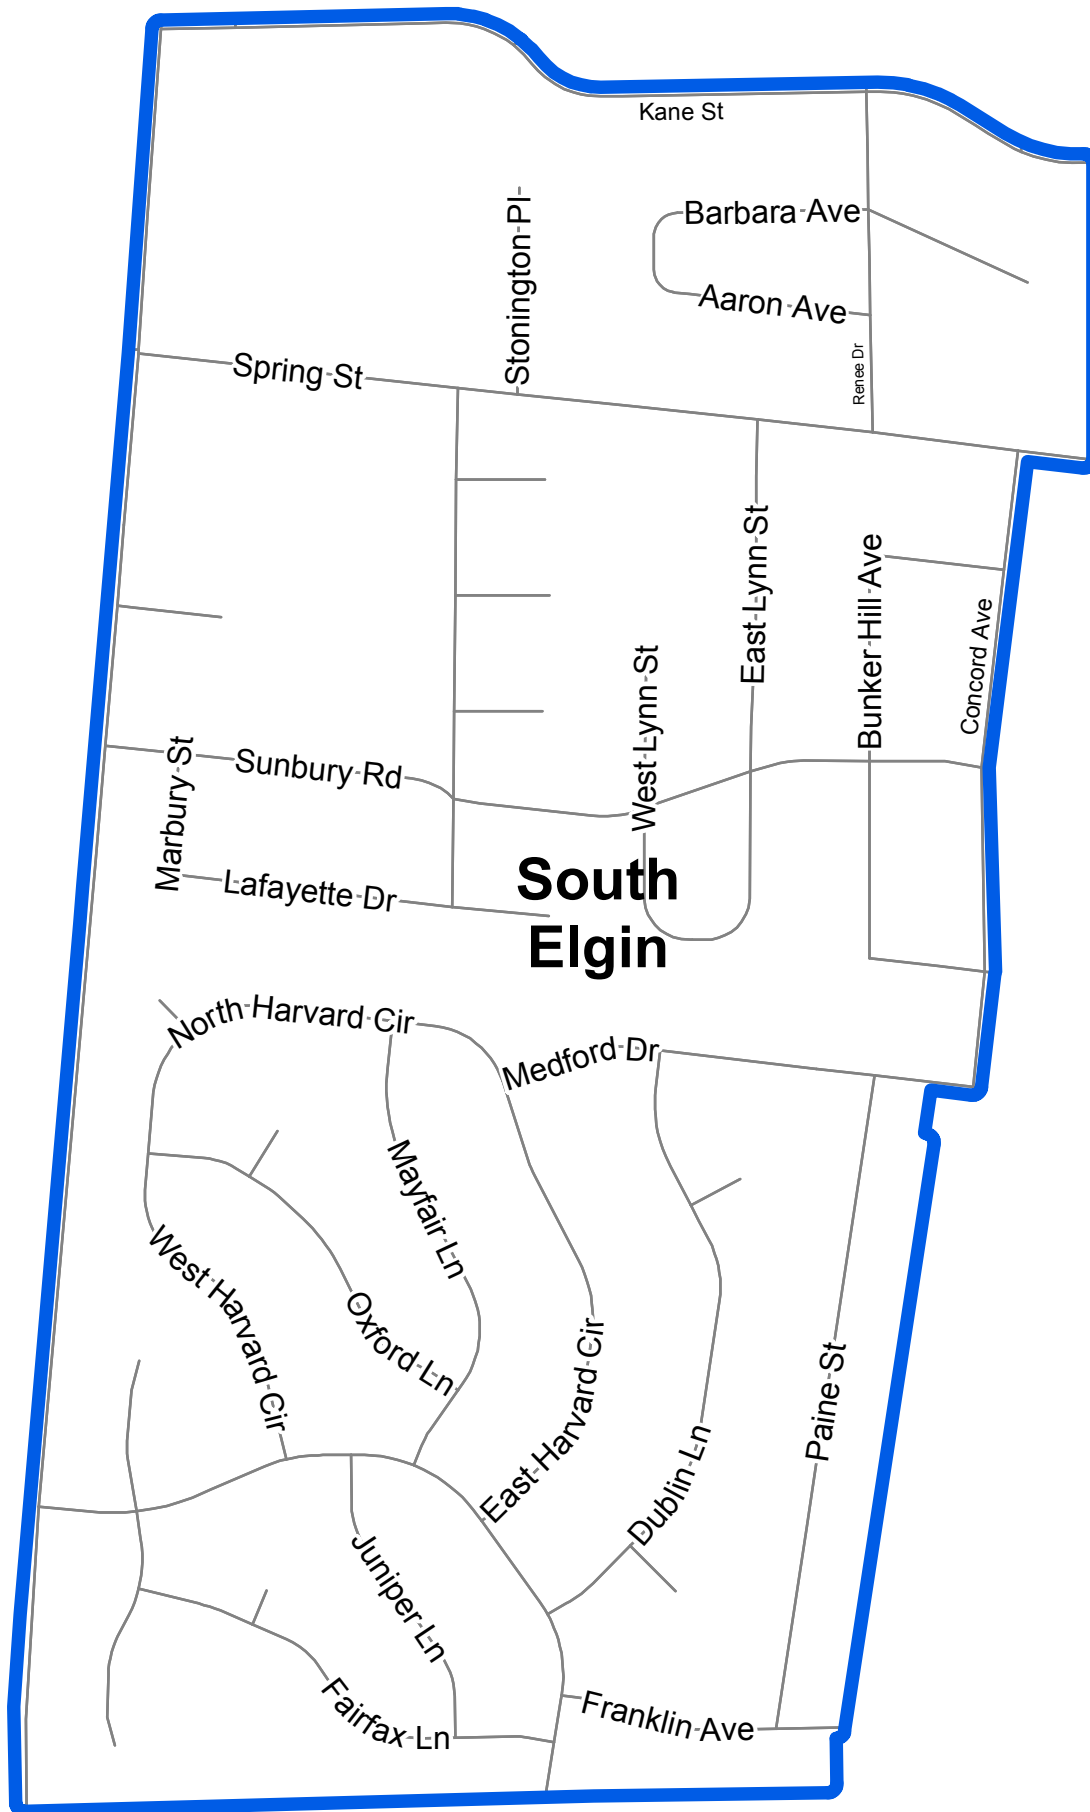 Kane St
Barbara Ave
Stonington Pl
Aaron Ave
Renee Dr
Spring St
East Lynn St
Bunker Hill Ave
Concord Ave
West Lynn St
Marbury St
Sunbury Rd
Lafayette Dr
South
Elgin
North Harvard Cir
Medford Dr
Mayfair Ln
West Harvard Cir
Oxford Ln
East Harvard Cir
Paine St
Dublin Ln
Juniper Ln
Fairfax Ln
Franklin Ave